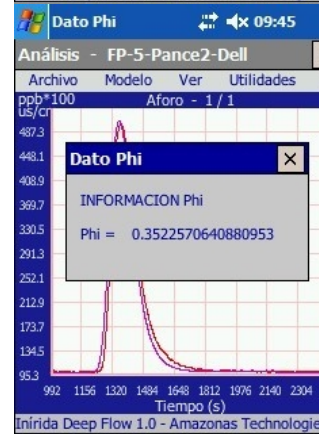 Dato Phi 09:45
Análisis - FP-5-Pance2-Dell
Archivo Modelo Ver Utilidades
ppb*100 Aforo - 1/1
us/cr
487.3
448.1
408.9
369.7
330.5
291.3
252.1
212.9
173.7
134.5
95.3
Dato Phi
INFORMACION Phi
Phi = 0.3522570640880953
992 1156 1320 1484 1648 1812 1976 2140 2304
Tiempo (s)
Inírida Deep Flow 1.0 - Amazonas Technologie